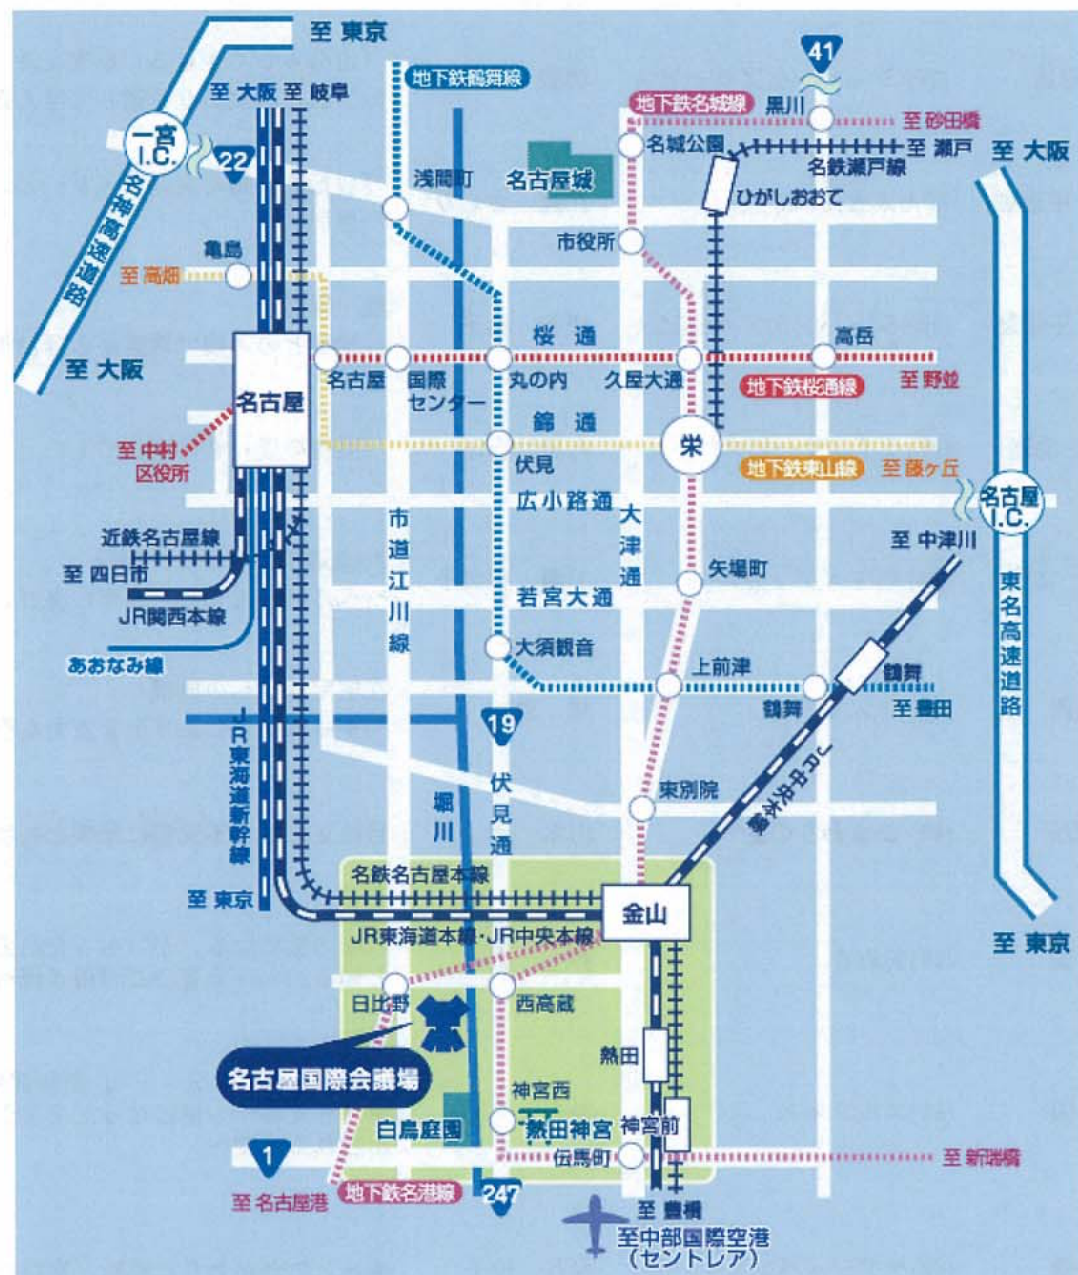 至 東京
41
至 大阪
至 岐阜
地下鉄鶴舞線
地下鉄名城線
黒川
至 砂田橋
一宮
I.C.
22
名城公園
至 瀬戸
名鉄瀬戸線
至 大阪
浅間町
名古屋城
ひがしおおて
名神高速道路
市役所
亀島
至 高畑
至 大阪
桜通
高岳
名古屋
名古屋
国際
センター
丸の内
久屋大通
地下鉄桜通線
至 野並
錦通
栄
至 中村
区役所
伏見
地下鉄東山線
至 藤ヶ丘
広小路通
名古屋
I.C.
近鉄名古屋線
市道江川線
大津通
至 中津川
至 四日市
矢場町
JR関西本線
若宮大通
東名高速道路
あおなみ線
大須観音
上前津
鶴舞
鶴舞
至 豊田
19
JR東海道新幹線
JR中央本線
堀川
伏見通
東別院
名鉄名古屋本線
至 東京
金山
JR東海道本線・JR中央本線
至 東京
日比野
西高蔵
熱田
名古屋国際会議場
神宮西
白鳥庭園
熱田神宮
神宮前
1
伝馬町
至 新瑞橋
至 名古屋港
地下鉄名港線
247
至 豊橋
至中部国際空港
(セントレア)